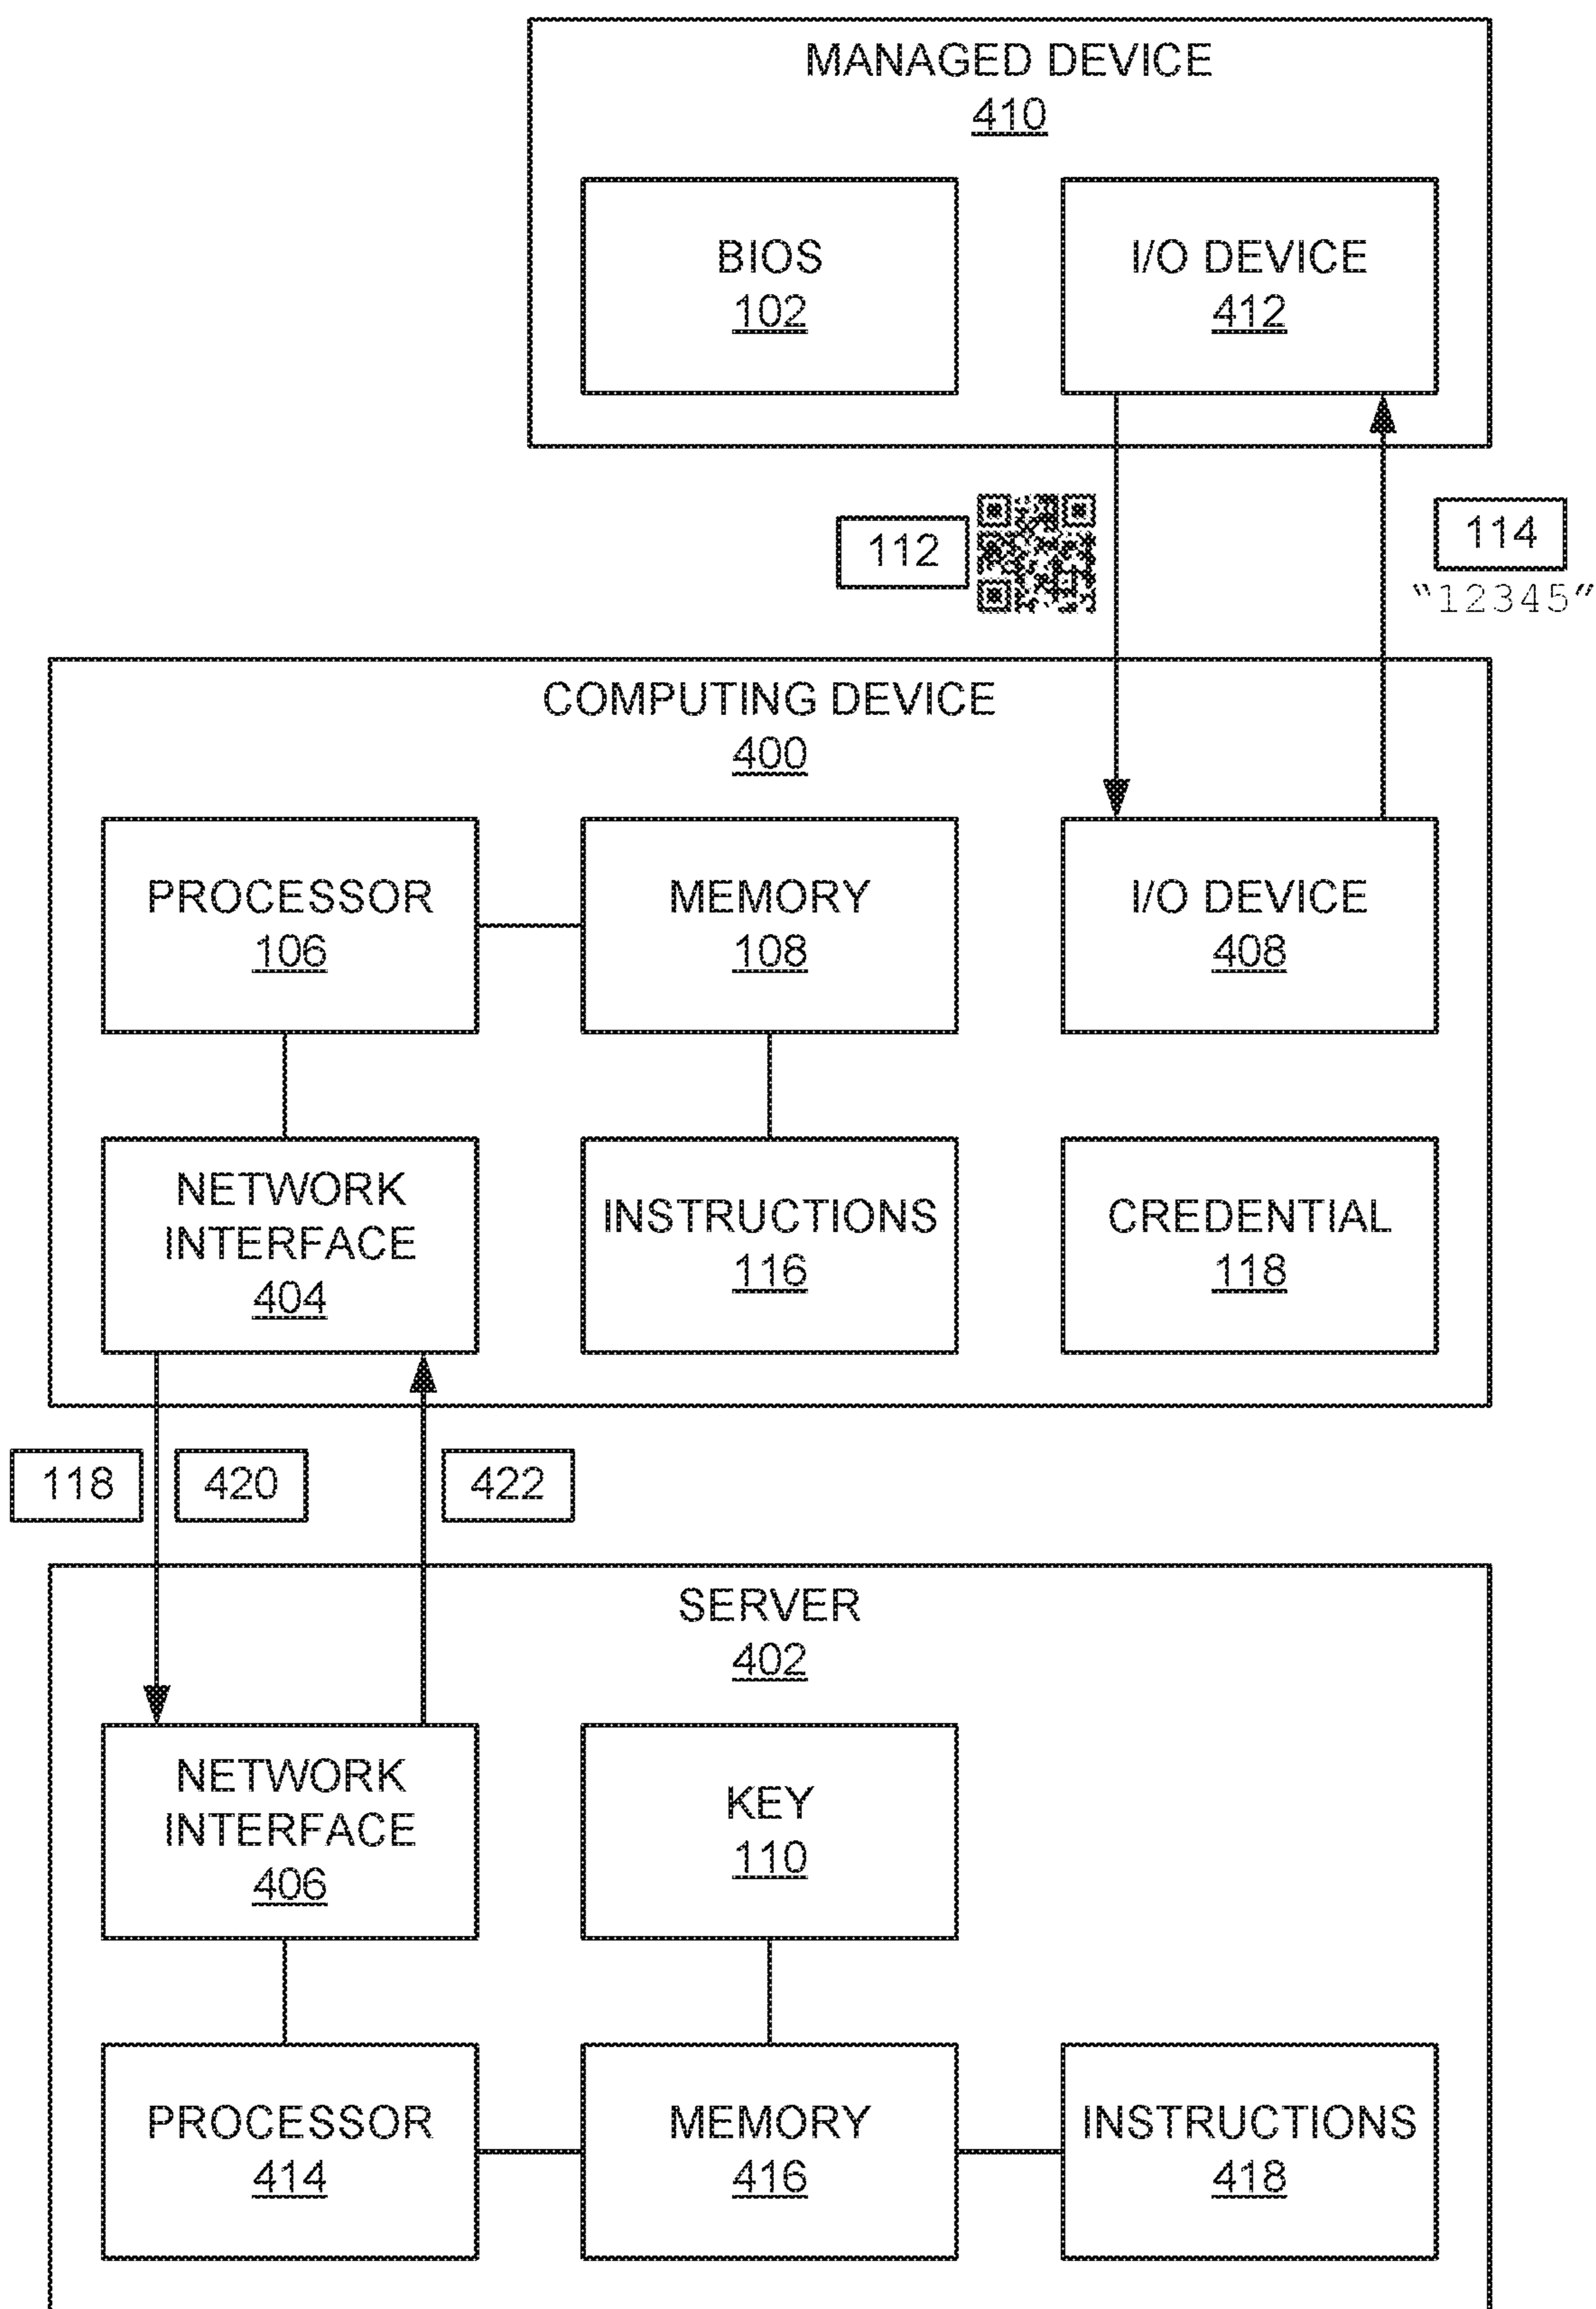 MANAGED DEVICE
410
BIOS
102
I/O DEVICE
412
112
114
“12345”
COMPUTING DEVICE
400
PROCESSOR
106
MEMORY
108
I/O DEVICE
408
NETWORK
INTERFACE
404
INSTRUCTIONS
116
CREDENTIAL
118
118
420
422
SERVER
402
NETWORK
INTERFACE
406
KEY
110
PROCESSOR
414
MEMORY
416
INSTRUCTIONS
418